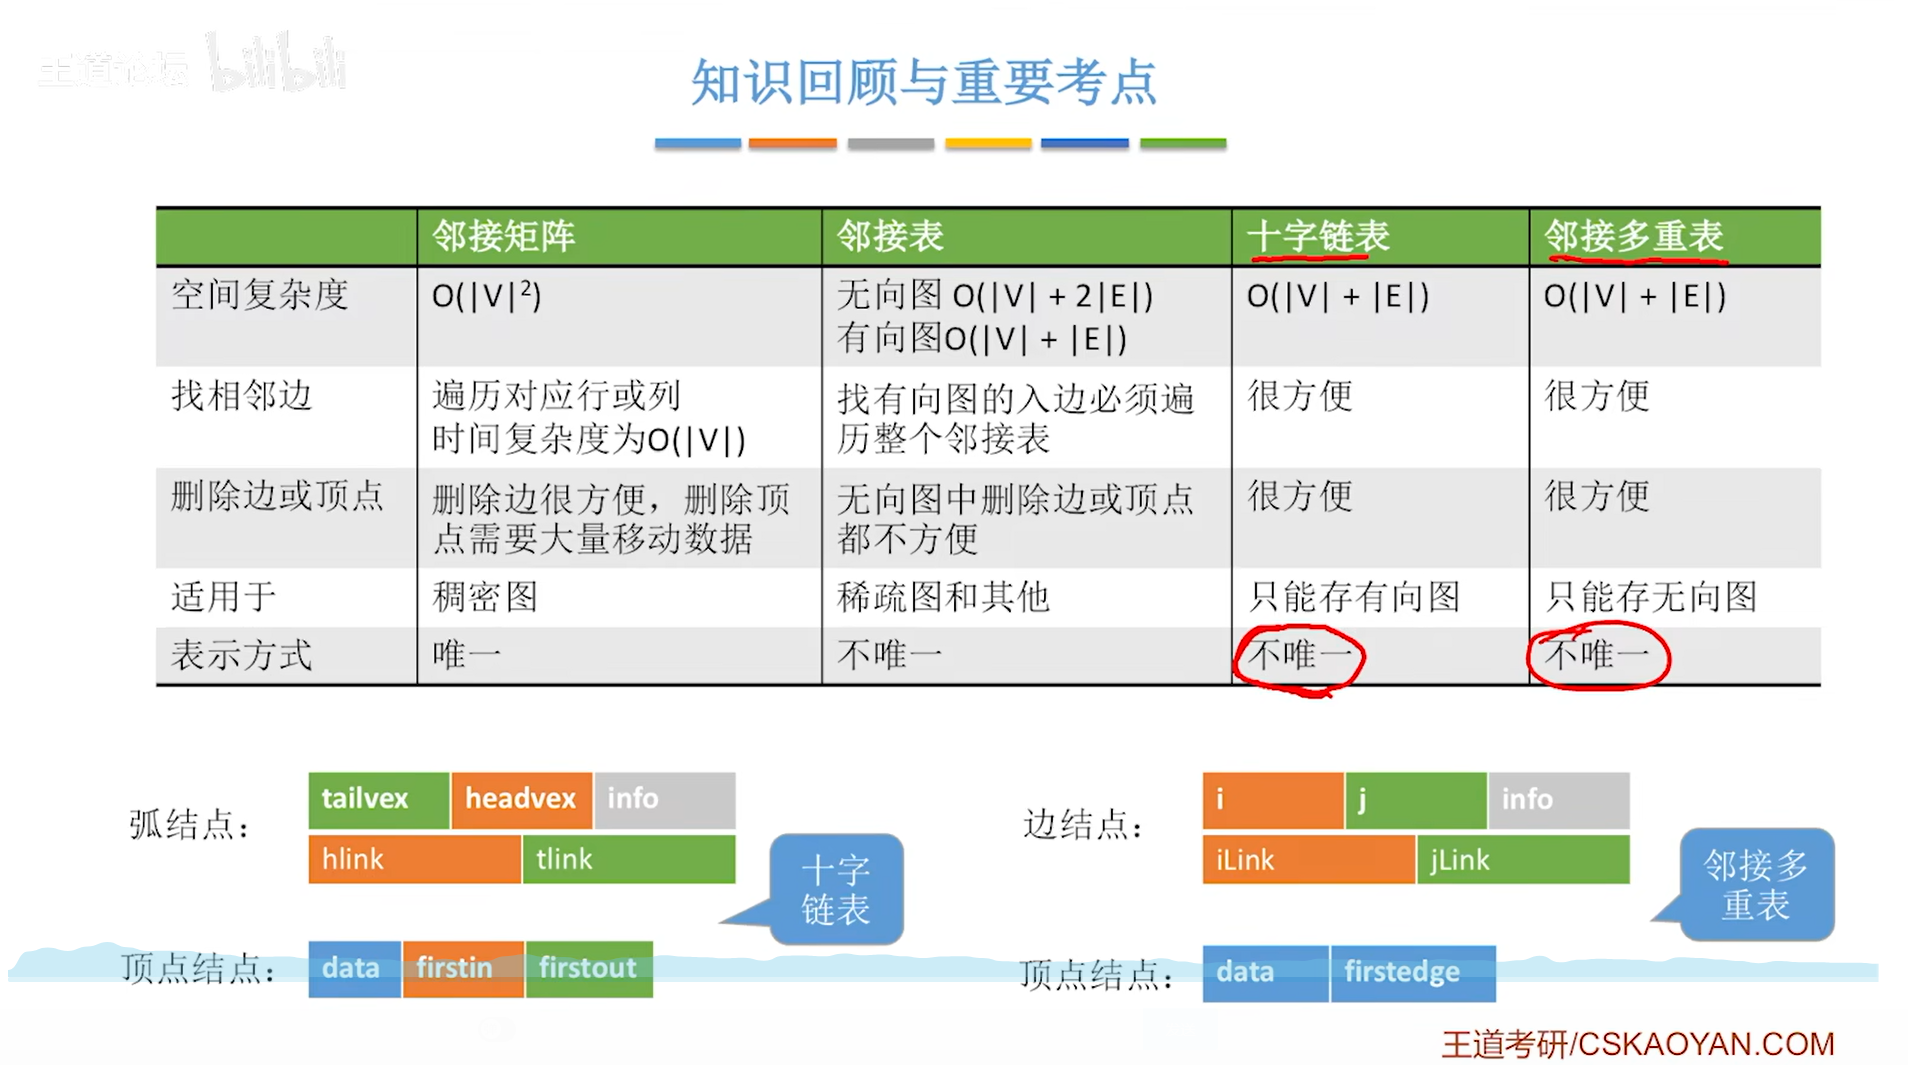 王道论坛 bilibili
知识回顾与重要考点
邻接矩阵 邻接表 十字链表 邻接多重表
空间复杂度 O(|V|²) 无向图 O(|V| + 2|E|) O(|V| + |E|) O(|V| + |E|)
有向图O(|V| + |E|)
找相邻边 遍历对应行或列 找有向图的入边必须遍 很方便 很方便
时间复杂度为O(|V|) 历整个邻接表
删除边或顶点 删除边很方便，删除顶 无向图中删除边或顶点 很方便 很方便
点需要大量移动数据 都不方便
适用于 稠密图 稀疏图和其他 只能存有向图 只能存无向图
表示方式 唯一 不唯一 不唯一 不唯一
弧结点： tailvex headvex info
hlink tlink
十字
链表
顶点结点： data firstin firstout
边结点： i j info
iLink jLink
邻接多
重表
顶点结点： data firstedge
王道考研/CSKAOYAN.COM